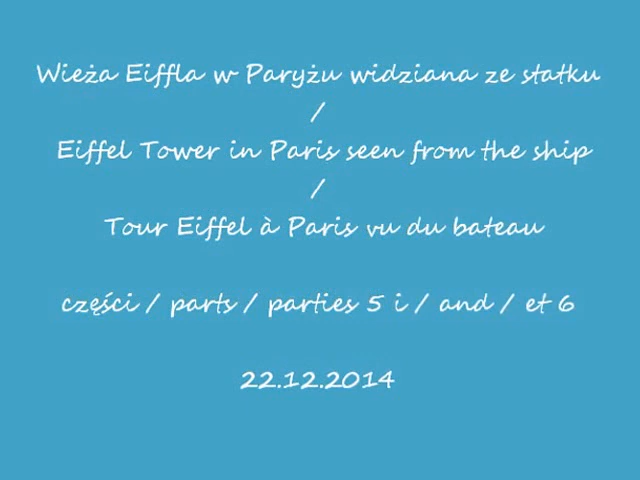 Wieża Eiffla w Paryżu widziana ze statku
/
Eiffel Tower in Paris seen from the ship
/
Tour Eiffel à Paris vu du bateau
części / parts / parties 5 i / and / et 6
22.12.2014